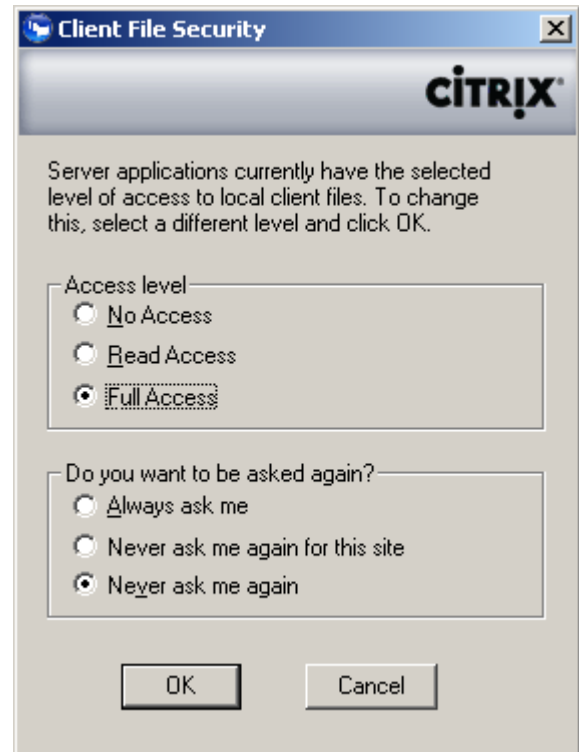 Client File Security
CİTRIX
Server applications currently have the selected
level of access to local client files. To change
this, select a different level and click OK.
Access level
No Access
Read Access
Full Access
Do you want to be asked again?
Always ask me
Never ask me again for this site
Never ask me again
OK Cancel